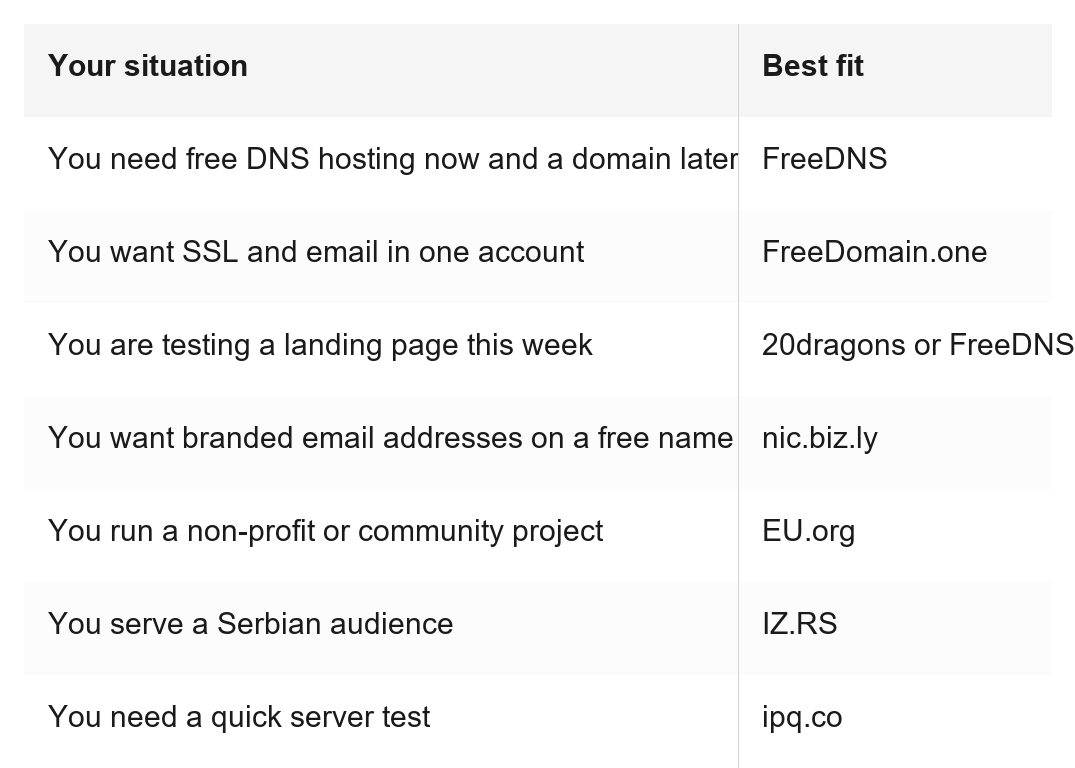 Your situation Best fit
You need free DNS hosting now and a domain later FreeDNS
You want SSL and email in one account FreeDomain.one
You are testing a landing page this week 20dragons or FreeDNS
You want branded email addresses on a free name nic.biz.ly
You run a non-profit or community project EU.org
You serve a Serbian audience IZ.RS
You need a quick server test ipq.co